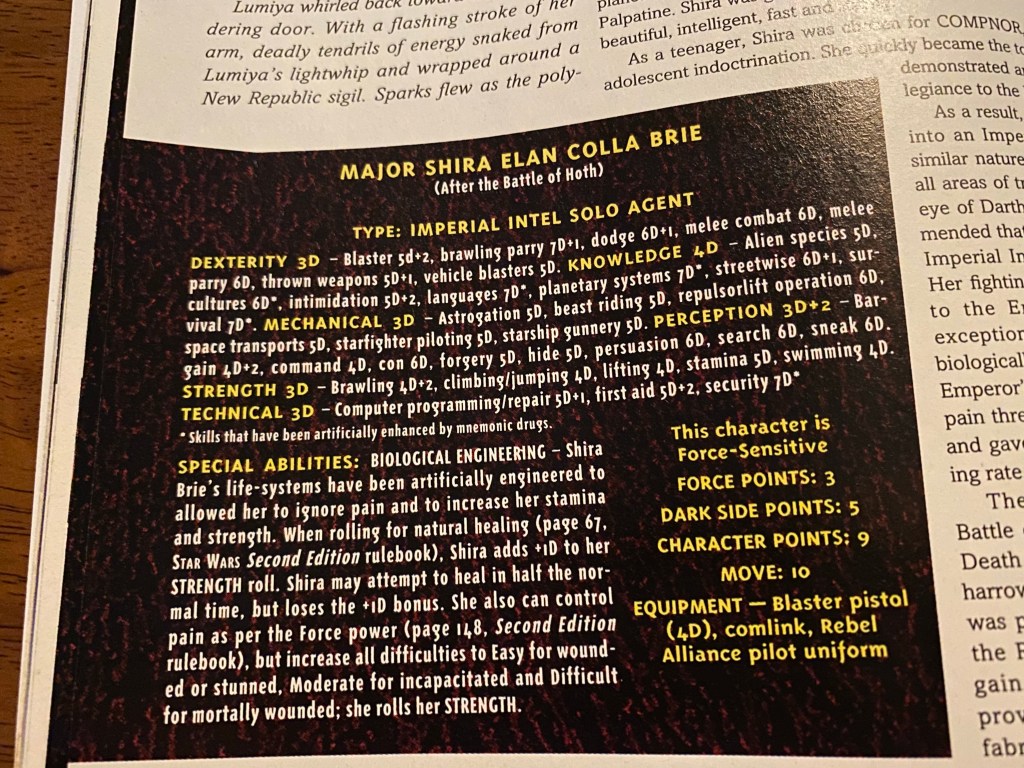 Lumiya whirled back
dering door. With a flashing stroke of her
arm, deadly tendrils of energy snaked from
Lumiya's lightwhip and wrapped around a
New Republic sigil. Sparks flew as the poly-
Palpatine. Shira was
beautiful, intelligent, fast and
As a teenager, Shira was chosen for COMPNOR
adolescent indoctrination. She quickly became the
demonstrated
legiance to the
As a result,
into an Impe
similar nature
all areas of
eye of Darth
mended that
Imperial In
Her fightin
to the
exception
biological
Emperor'
pain thre
and gave
ing rate
The
Battle
Death
harrow
was
the
gain
prov
fabr
MAJOR SHIRA ELAN COLLA BRIE
(After the Battle of Hoth)
TYPE: IMPERIAL INTEL SOLO AGENT
DEXTERITY 3D – Blaster 5d+2, brawling parry 7D+1, dodge 6D+1, melee combat 6D, melee
parry 6D, thrown weapons 5D+1, vehicle blasters 5D. KNOWLEDGE 4D – Alien species 5D,
cultures 6D*, intimidation 5D+2, languages 7D*, planetary systems 7D*, streetwise 6D+1, sur-
vival 7D*. MECHANICAL 3D – Astrogation 5D, beast riding 5D, repulsorlift operation 6D,
space transports 5D, starfighter piloting 5D, starship gunnery 5D. PERCEPTION 3D+2 – Bar-
gain 4D+2, command 4D, con 6D, forgery 5D, hide 5D, persuasion 6D, search 6D, sneak 6D.
STRENGTH 3D – Brawling 4D+2, climbing/jumping 4D, lifting 4D, stamina 5D, swimming 4D.
TECHNICAL 3D – Computer programming/repair 5D+1, first aid 5D+2, security 7D*
* Skills that have been artificially enhanced by mnemonic drugs.
SPECIAL ABILITIES: BIOLOGICAL ENGINEERING – Shira
Brie's life-systems have been artificially engineered to
allowed her to ignore pain and to increase her stamina
and strength. When rolling for natural healing (page 67,
STAR WARS Second Edition rulebook), Shira adds +1D to her
STRENGTH roll. Shira may attempt to heal in half the nor-
mal time, but loses the +1D bonus. She also can control
pain as per the Force power (page 148, Second Edition
rulebook), but increase all difficulties to Easy for wound-
ed or stunned, Moderate for incapacitated and Difficult
for mortally wounded; she rolls her STRENGTH.
This character is
Force-Sensitive
FORCE POINTS: 3
DARK SIDE POINTS: 5
CHARACTER POINTS: 9
MOVE: 10
EQUIPMENT — Blaster pistol
(4D), comlink, Rebel
Alliance pilot uniform